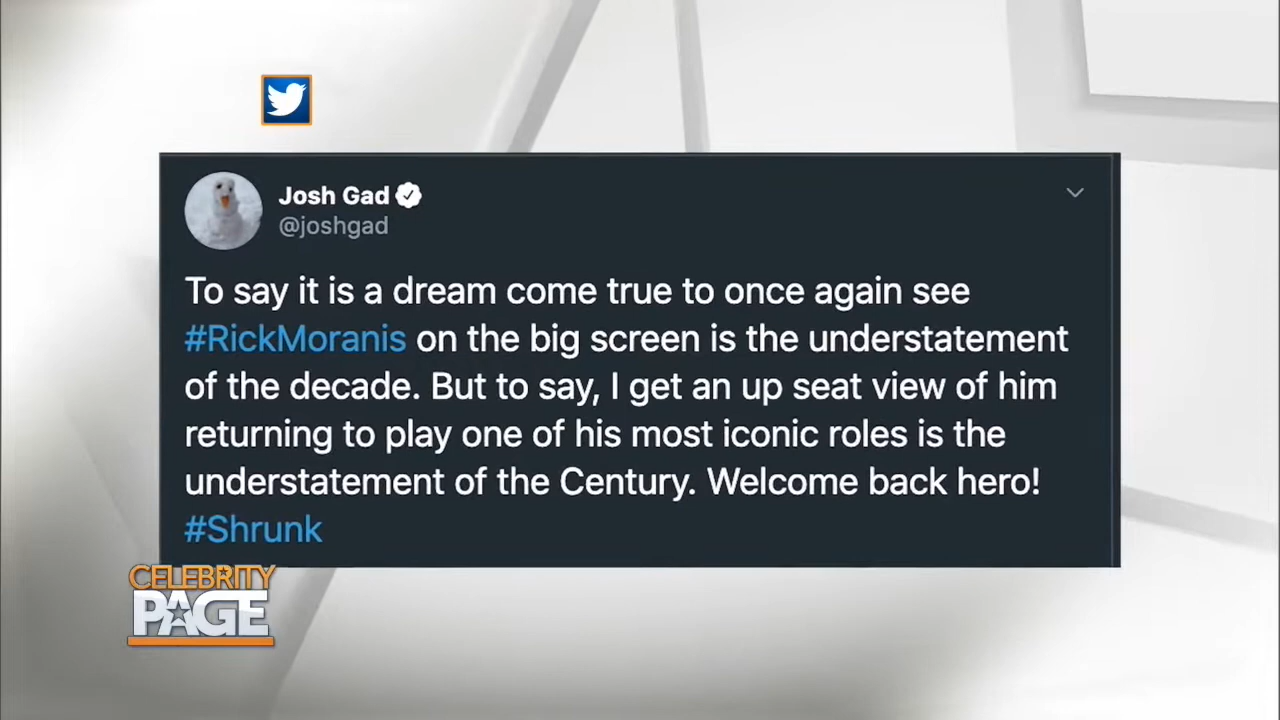 Josh Gad
@joshgad
To say it is a dream come true to once again see
#RickMoranis on the big screen is the understatement
of the decade. But to say, I get an up seat view of him
returning to play one of his most iconic roles is the
understatement of the Century. Welcome back hero!
#Shrunk
CELEBRITY
PAGE